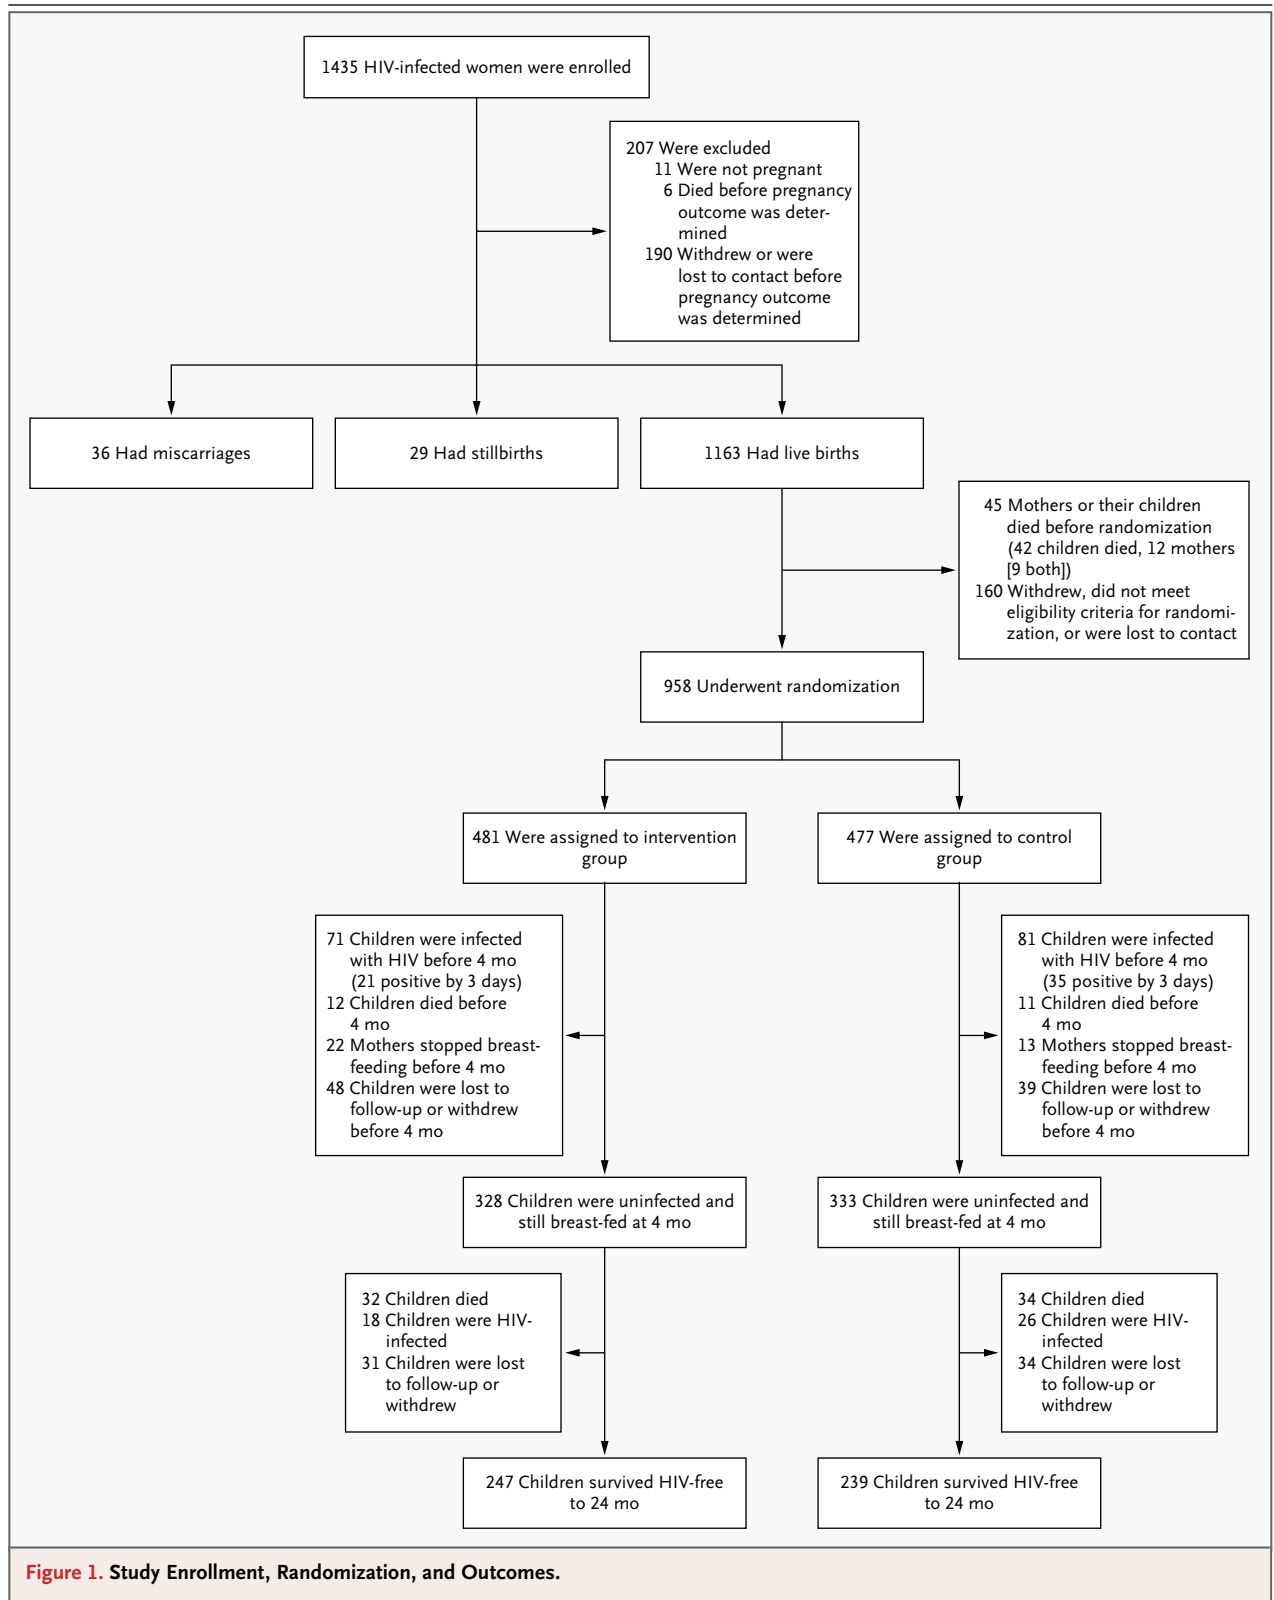 1435 HIV-infected women were enrolled
207 Were excluded
11 Were not pregnant
6 Died before pregnancy
outcome was deter-
mined
190 Withdrew or were
lost to contact before
pregnancy outcome
was determined
36 Had miscarriages
29 Had stillbirths
1163 Had live births
45 Mothers or their children
died before randomization
(42 children died, 12 mothers
[9 both])
160 Withdrew, did not meet
eligibility criteria for randomi-
zation, or were lost to contact
958 Underwent randomization
481 Were assigned to intervention
group
477 Were assigned to control
group
71 Children were infected
with HIV before 4 mo
(21 positive by 3 days)
12 Children died before
4 mo
22 Mothers stopped breast-
feeding before 4 mo
48 Children were lost to
follow-up or withdrew
before 4 mo
81 Children were infected
with HIV before 4 mo
(35 positive by 3 days)
11 Children died before
4 mo
13 Mothers stopped breast-
feeding before 4 mo
39 Children were lost to
follow-up or withdrew
before 4 mo
328 Children were uninfected and
still breast-fed at 4 mo
333 Children were uninfected and
still breast-fed at 4 mo
32 Children died
18 Children were HIV-
infected
31 Children were lost
to follow-up or
withdrew
34 Children died
26 Children were HIV-
infected
34 Children were lost
to follow-up or
withdrew
247 Children survived HIV-free
to 24 mo
239 Children survived HIV-free
to 24 mo
Figure 1. Study Enrollment, Randomization, and Outcomes.